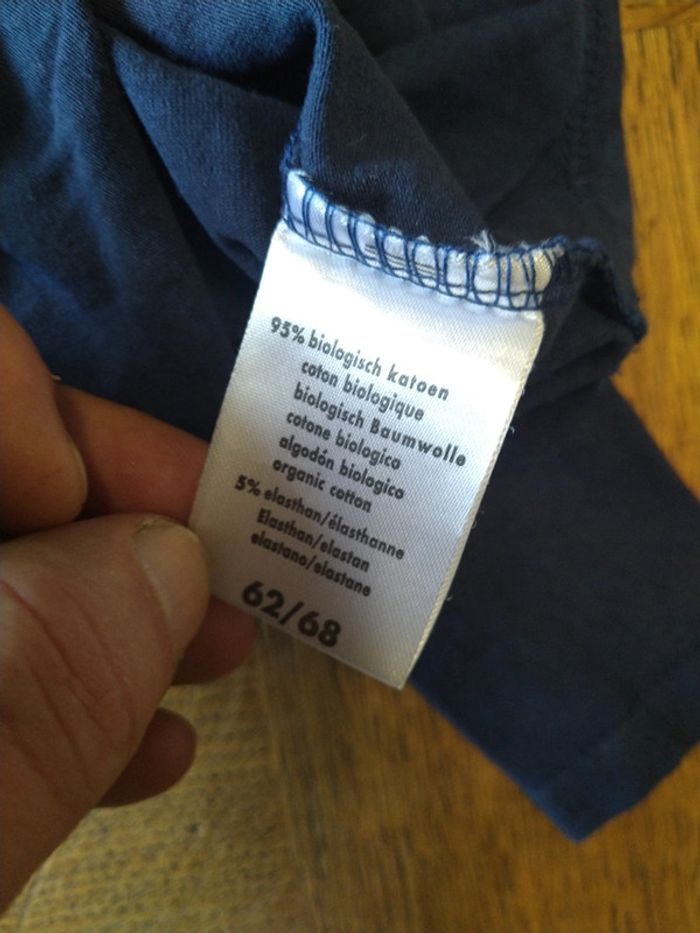 95% biologisch katoen
coton biologique
biologisch Baumwolle
cotone biologico
algodón biologico
organic cotton
5% elasthan/élasthanne
Elasthan/elastan
elastano/elastane
62/68